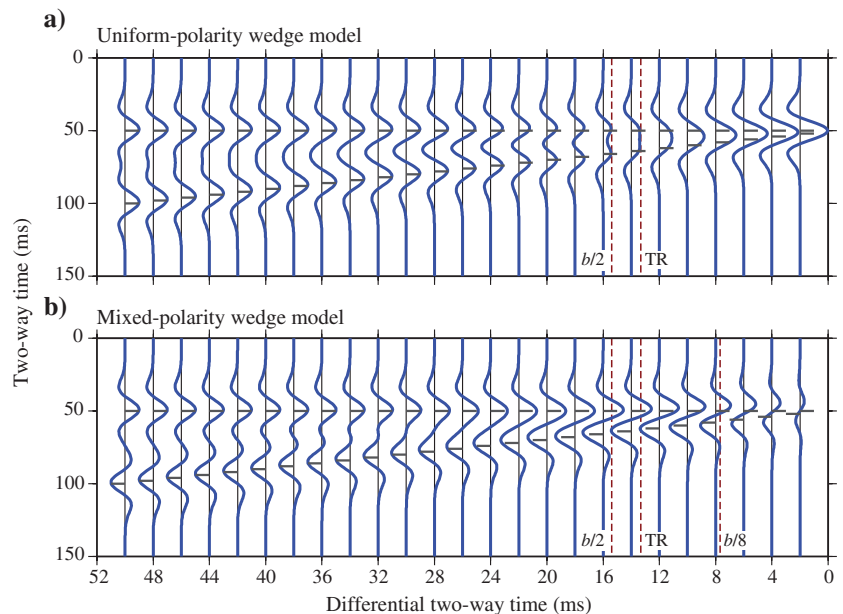 a)
Uniform-polarity wedge model
0
50
100
150
b/2
TR
b)
Mixed-polarity wedge model
0
50
100
150
b/2
TR
b/8
52 48 44 40 36 32 28 24 20 16 12 8 4 0
Differential two-way time (ms)
Two-way time (ms)